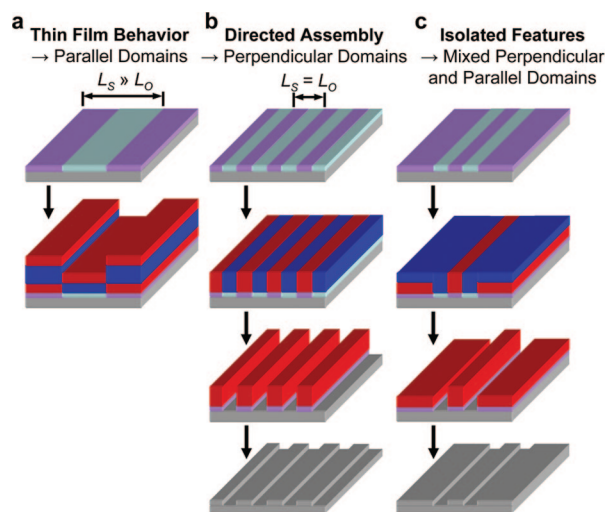 a Thin Film Behavior
→ Parallel Domains
L_S » L_O
b Directed Assembly
→ Perpendicular Domains
L_S = L_O
c Isolated Features
→ Mixed Perpendicular
and Parallel Domains